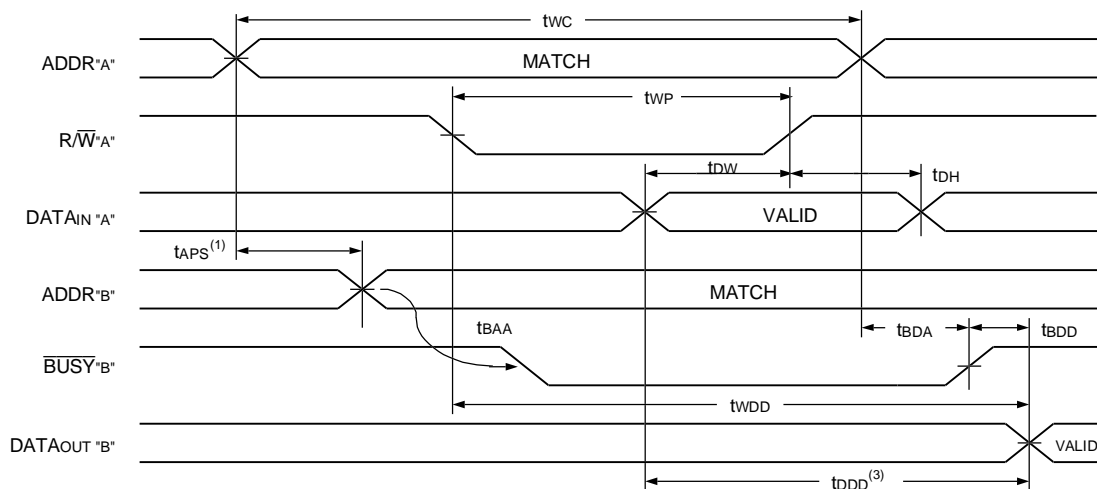 tWC
ADDR"A" MATCH
tWP
R/W̅"A"
tDW tDH
DATAIN "A" VALID
tAPS(1)
ADDR"B" MATCH
tBAA tBDA tBDD
B̅U̅S̅Y̅"B"
tWDD
DATAOUT "B" VALID
tDDD(3)